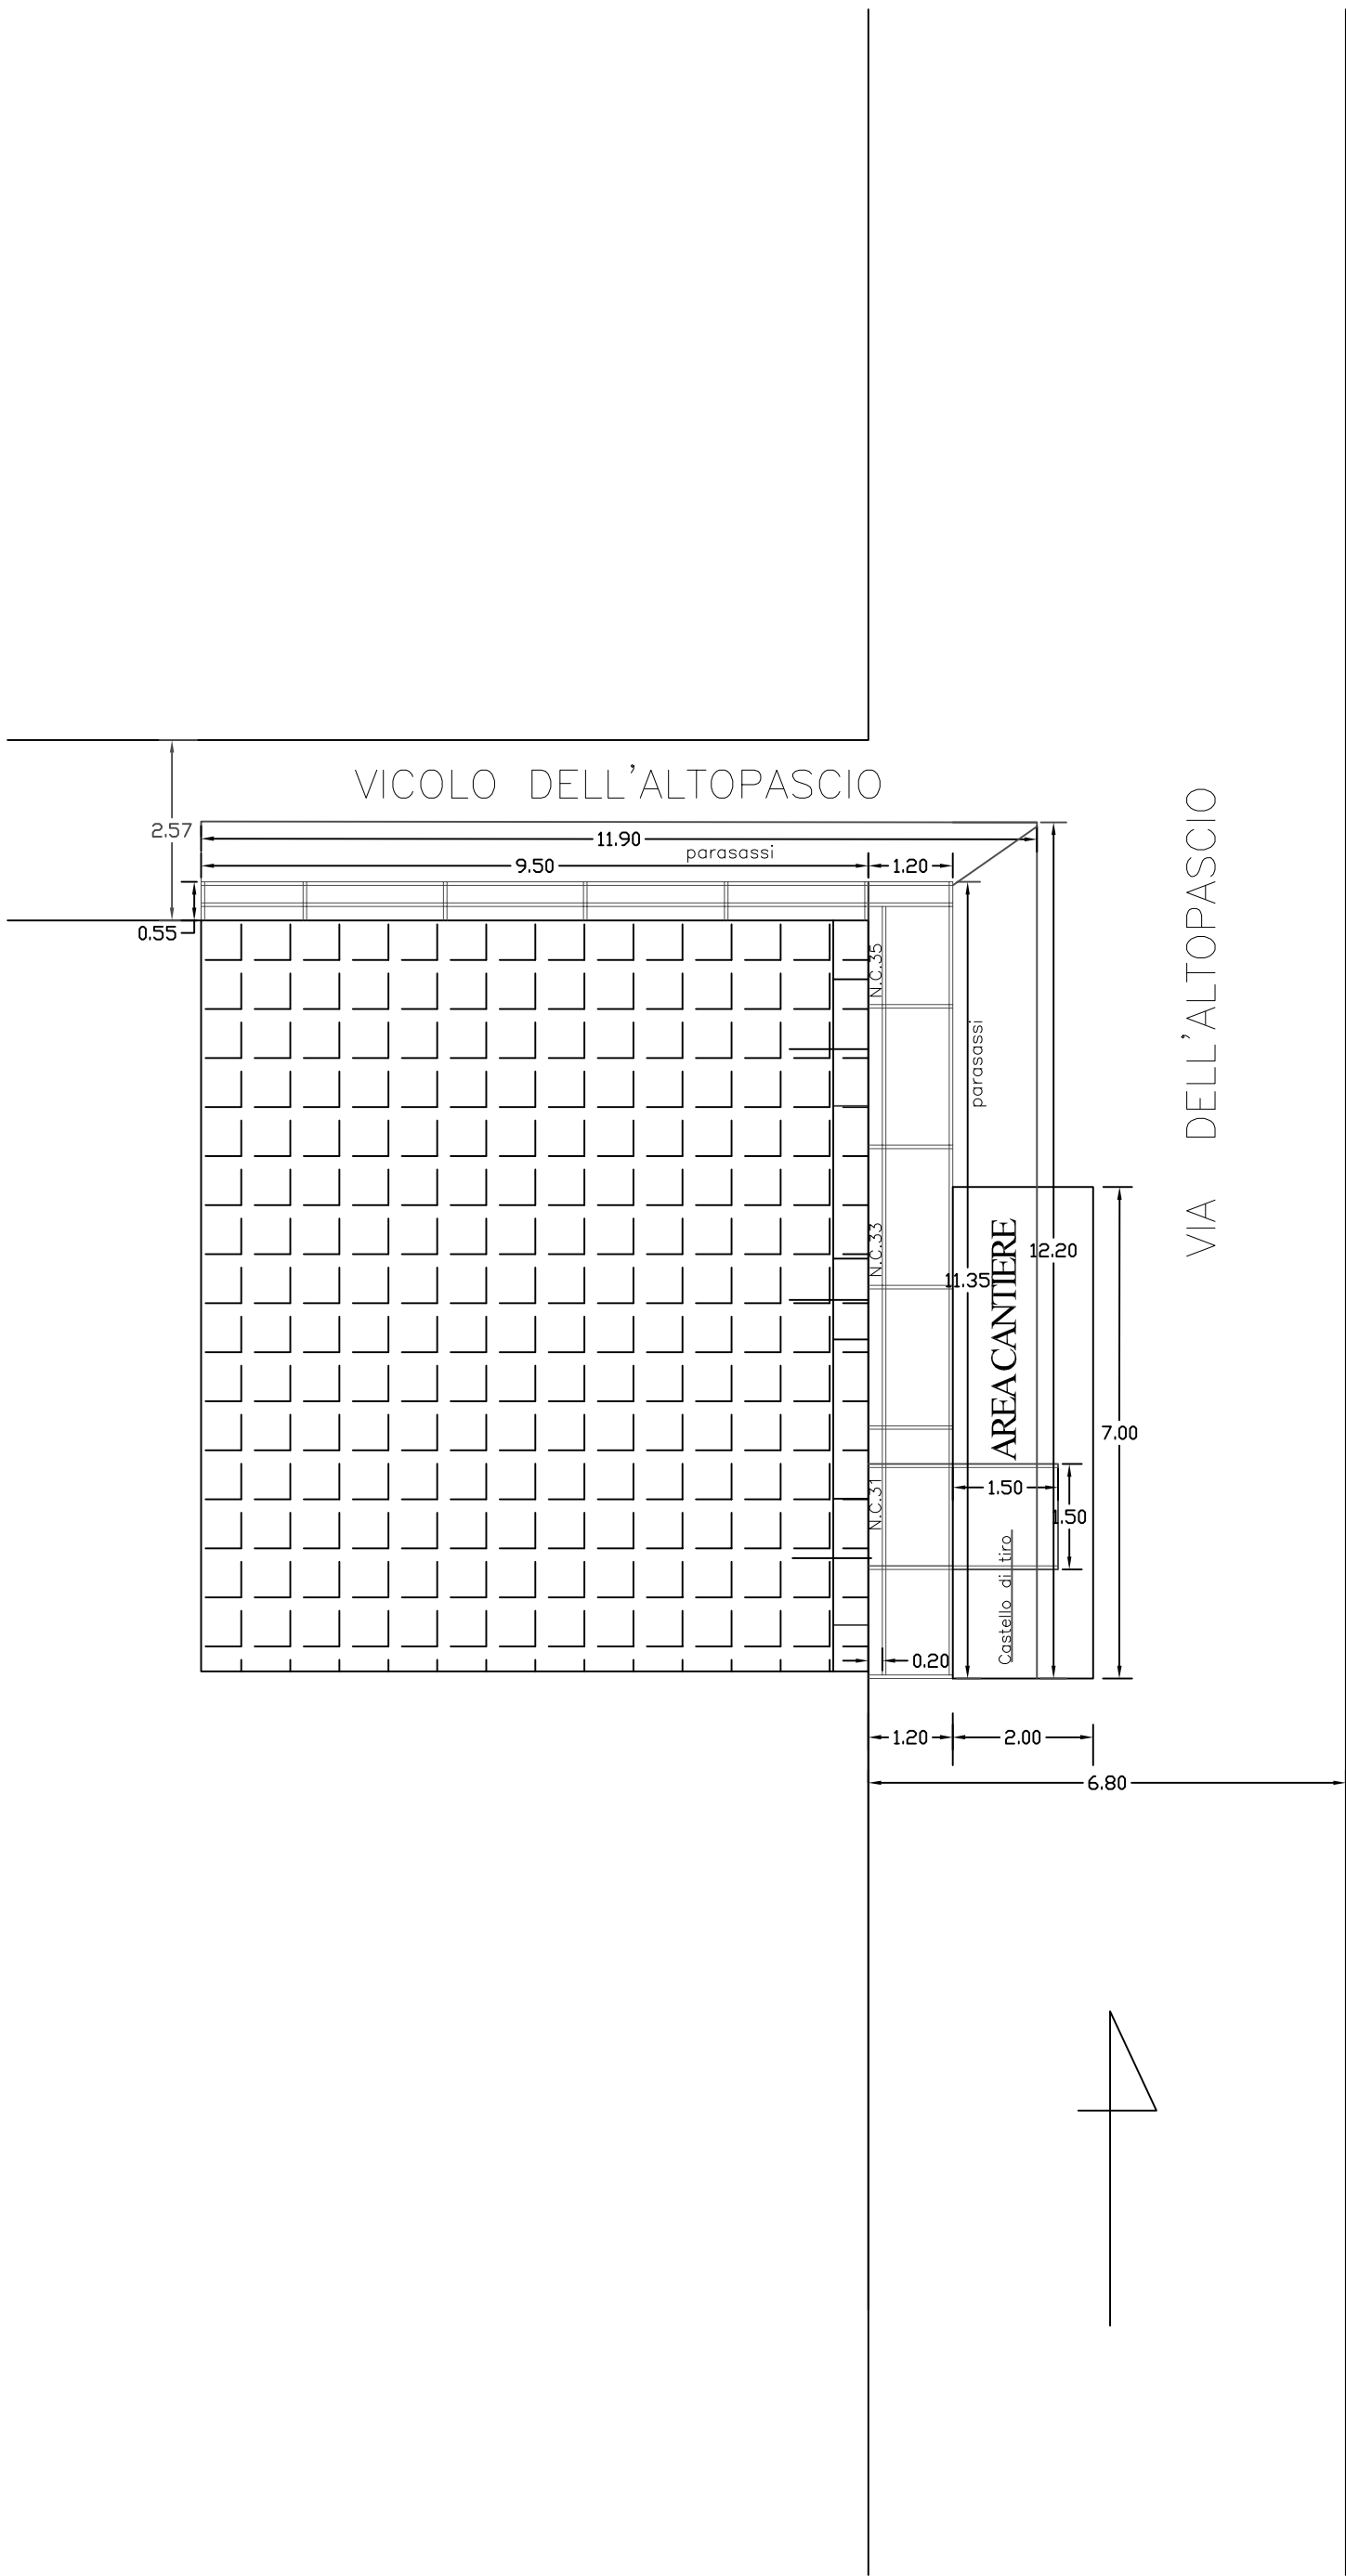 VICOLO DELL'ALTOPASCIO
2.57
11.90
parasassi
9.50
1.20
0.55
N.C.35
parasassi
VIA DELL'ALTOPASCIO
N.C.33
12.20
11.35
AREA CANTIERE
7.00
1.50
N.C.31
1.50
Castello di tiro
0.20
1.20
2.00
6.80